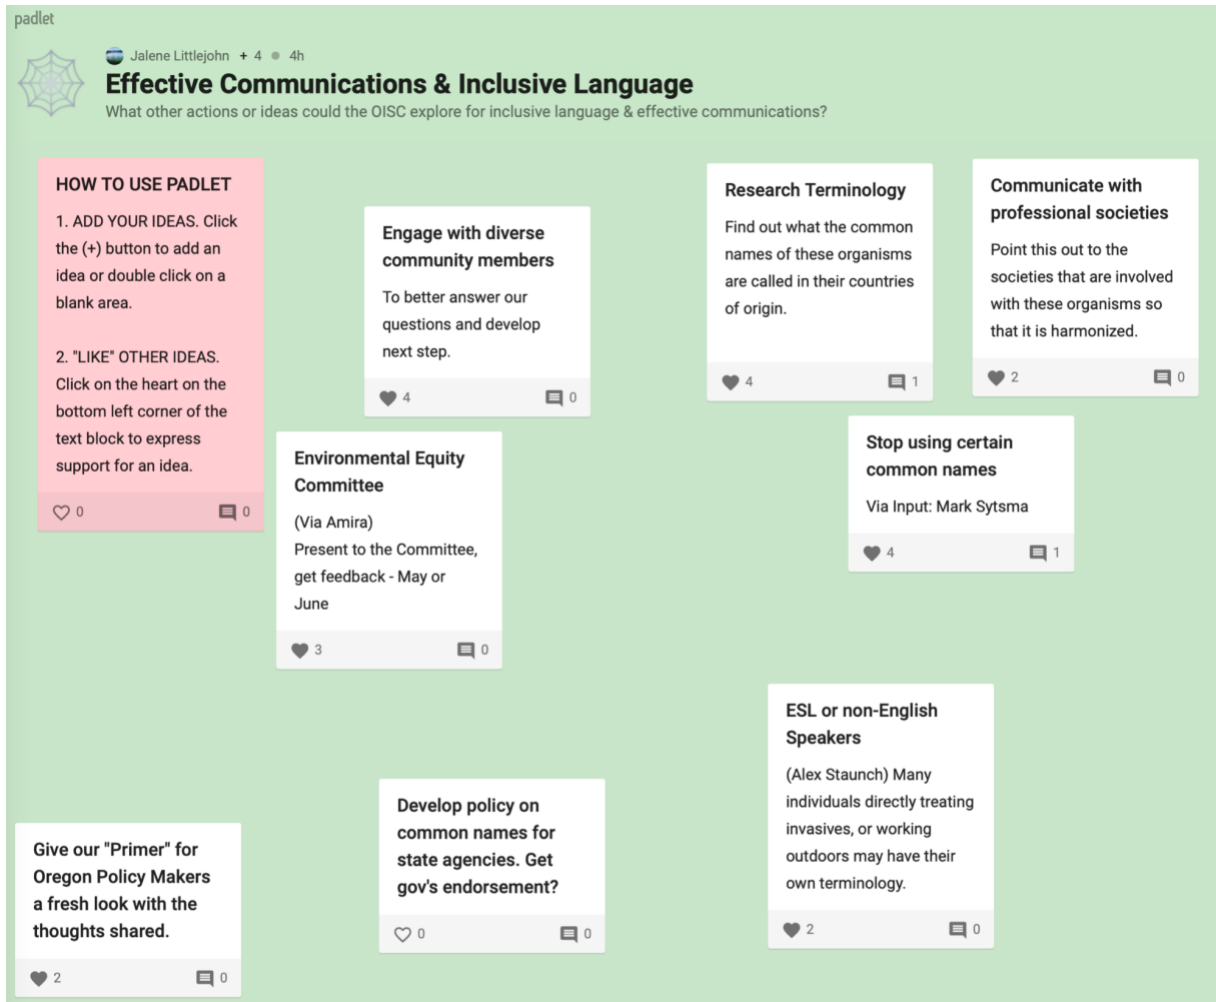 padlet
Jalene Littlejohn + 4 • 4h
Effective Communications & Inclusive Language
What other actions or ideas could the OISC explore for inclusive language & effective communications?
HOW TO USE PADLET
1. ADD YOUR IDEAS. Click
the (+) button to add an
idea or double click on a
blank area.
2. "LIKE" OTHER IDEAS.
Click on the heart on the
bottom left corner of the
text block to express
support for an idea.
0 0
Engage with diverse
community members
To better answer our
questions and develop
next step.
4 0
Research Terminology
Find out what the common
names of these organisms
are called in their countries
of origin.
4 1
Communicate with
professional societies
Point this out to the
societies that are involved
with these organisms so
that it is harmonized.
2 0
Environmental Equity
Committee
(Via Amira)
Present to the Committee,
get feedback - May or
June
3 0
Stop using certain
common names
Via Input: Mark Sytsma
4 1
ESL or non-English
Speakers
(Alex Staunch) Many
individuals directly treating
invasives, or working
outdoors may have their
own terminology.
2 0
Give our "Primer" for
Oregon Policy Makers
a fresh look with the
thoughts shared.
2 0
Develop policy on
common names for
state agencies. Get
gov's endorsement?
0 0